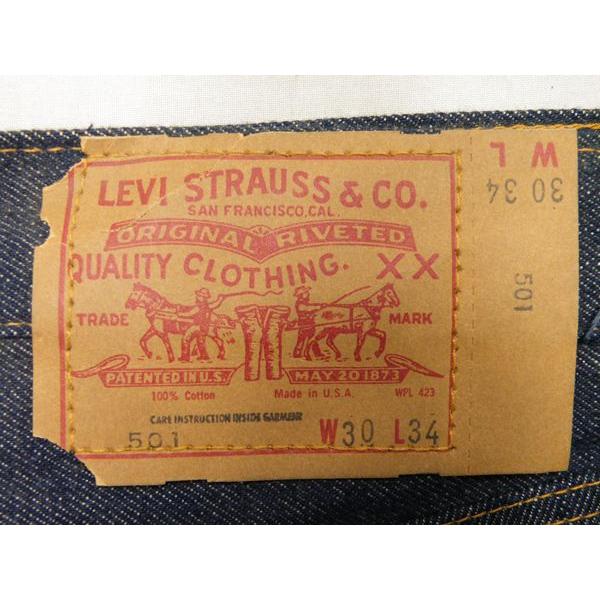 LEVI STRAUSS & CO.
SAN FRANCISCO, CAL.
ORIGINAL RIVETED
QUALITY CLOTHING. XX
TRADE MARK
PATENTED IN U.S. MAY 20 1873
100% Cotton Made in U.S.A. WPL 423
CARE INSTRUCTION INSIDE GARMENT
501 W30 L34
W L
30 34
501